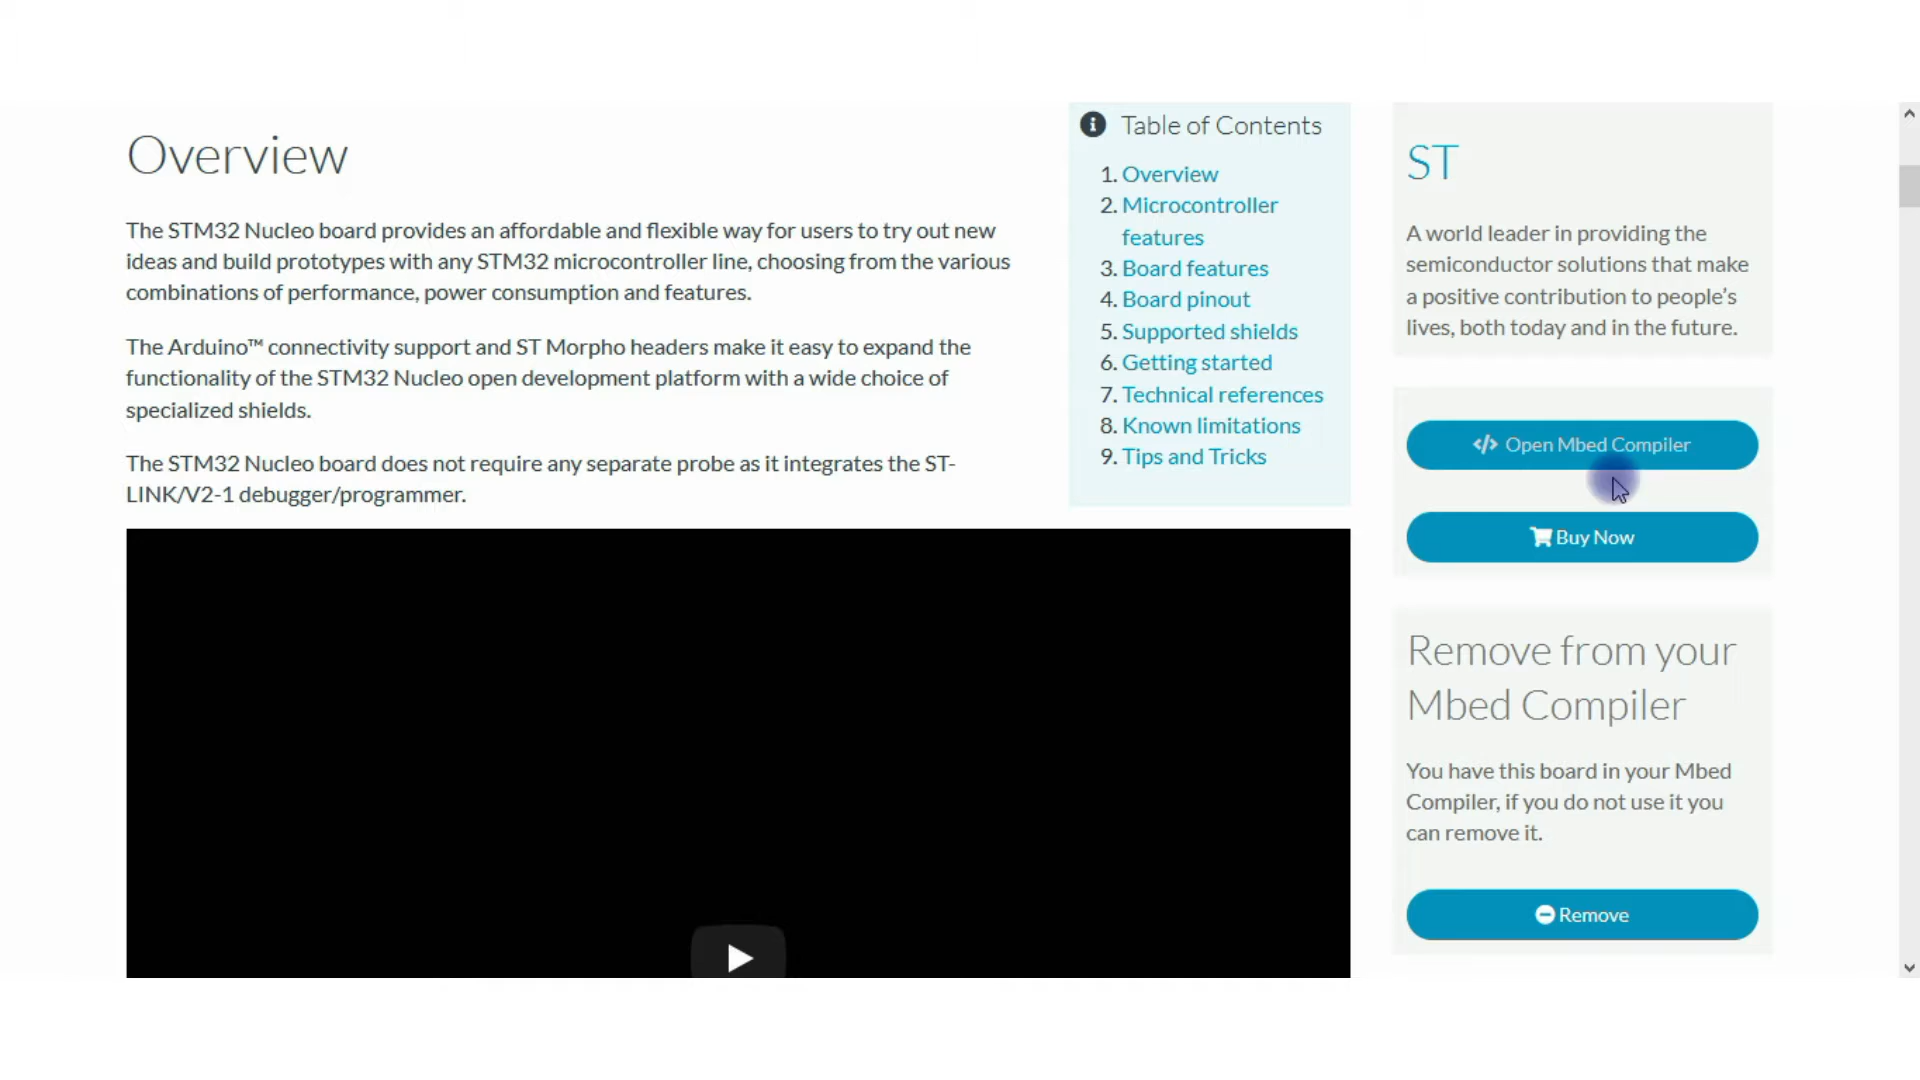 Overview
The STM32 Nucleo board provides an affordable and flexible way for users to try out new
ideas and build prototypes with any STM32 microcontroller line, choosing from the various
combinations of performance, power consumption and features.
The Arduino™ connectivity support and ST Morpho headers make it easy to expand the
functionality of the STM32 Nucleo open development platform with a wide choice of
specialized shields.
The STM32 Nucleo board does not require any separate probe as it integrates the ST-
LINK/V2-1 debugger/programmer.
Table of Contents
1. Overview
2. Microcontroller
features
3. Board features
4. Board pinout
5. Supported shields
6. Getting started
7. Technical references
8. Known limitations
9. Tips and Tricks
ST
A world leader in providing the
semiconductor solutions that make
a positive contribution to people's
lives, both today and in the future.
</> Open Mbed Compiler
Buy Now
Remove from your
Mbed Compiler
You have this board in your Mbed
Compiler, if you do not use it you
can remove it.
Remove